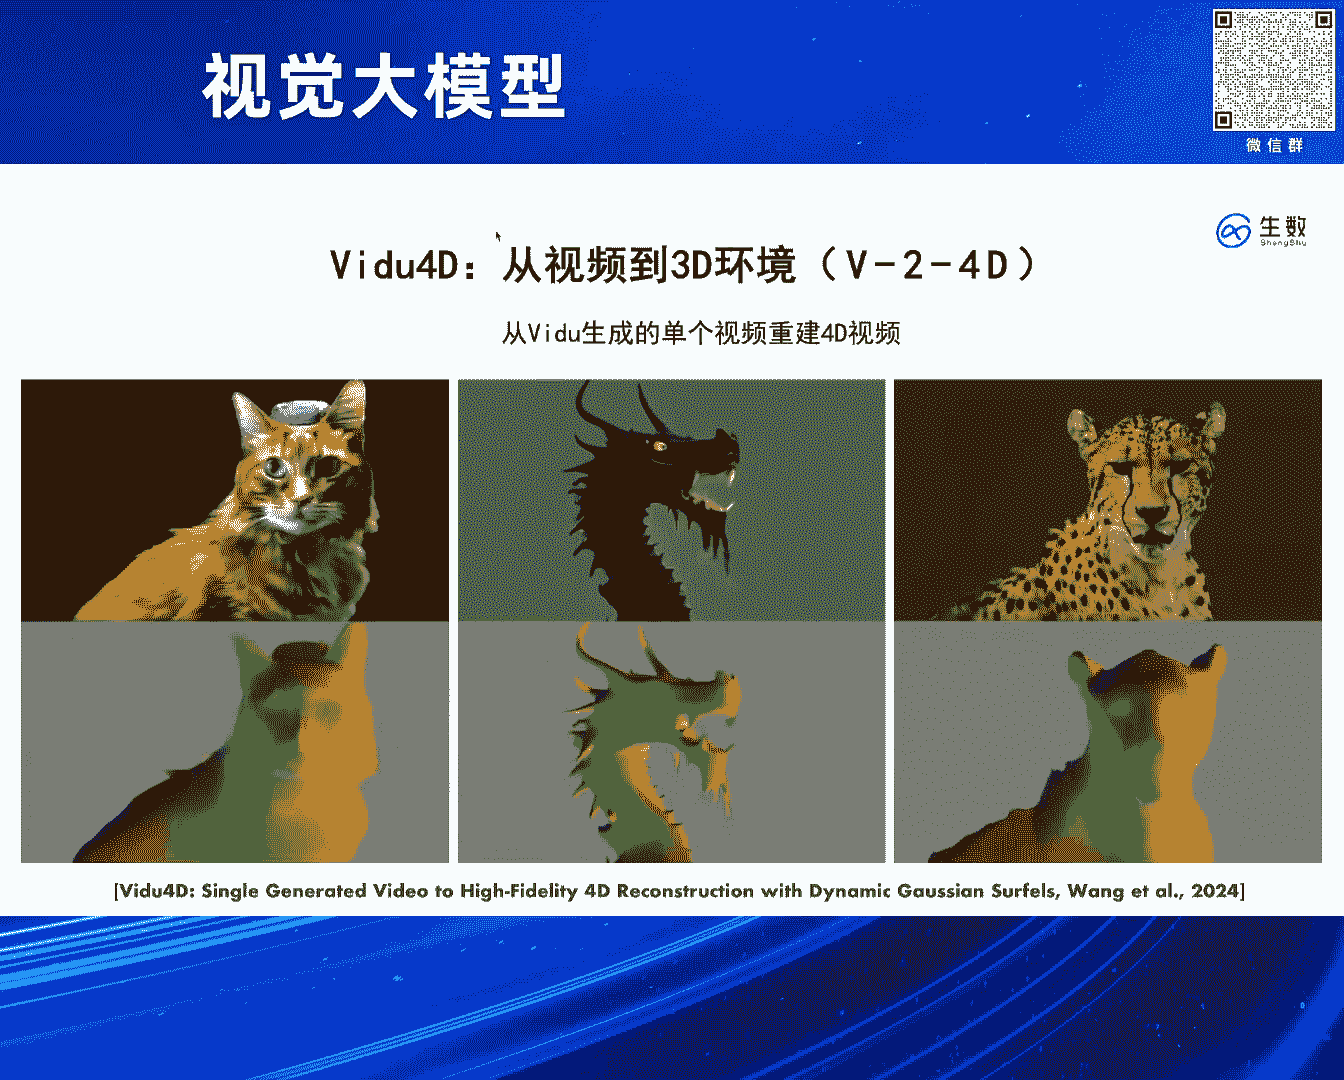 视觉大模型
微信群
生数
ShengShu
Vidu4D：从视频到3D环境（V-2-4D）
从Vidu生成的单个视频重建4D视频
[Vidu4D: Single Generated Video to High-Fidelity 4D Reconstruction with Dynamic Gaussian Surfels, Wang et al., 2024]